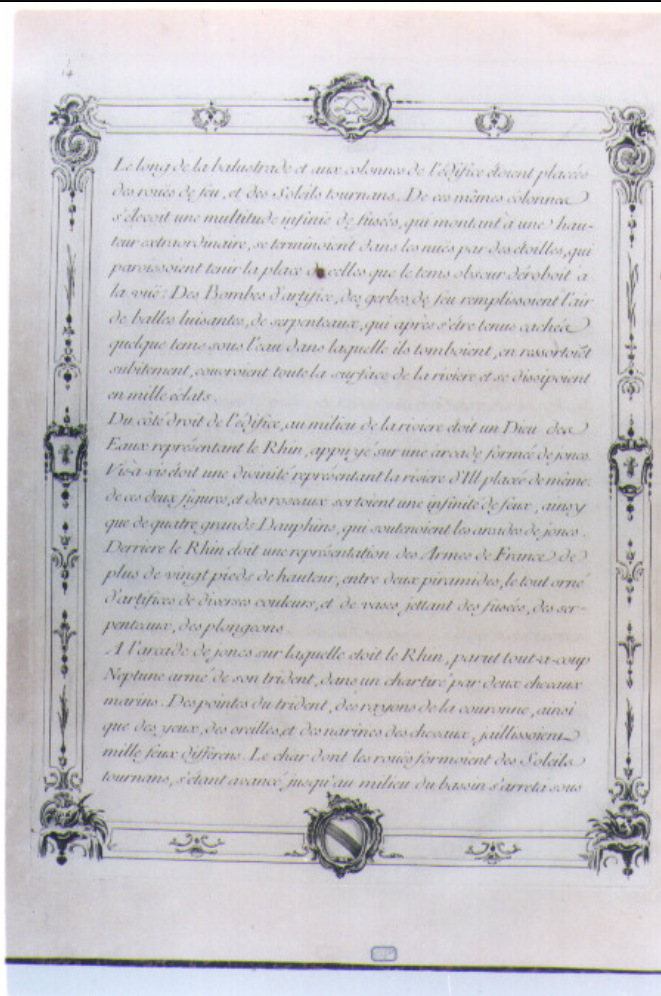 Le long de la balustrade et aux colonnes de l'édifice étoient placées
des roües de feu, et des Soleils tournans. De ces mêmes colonnes
s'élevoit une multitude infinie de fusées, qui montant à une hau-
teur extraordinaire, se terminoient dans les nuës par des étoilles, qui
paroissoient tenir la place de celles que le tems obscur déroboit à
la vuë: Des Bombes d'artifice, des gerbes de feu remplissoient l'air
de balles luisantes, de serpenteaux, qui après s'être tenus cachés
quelque tems sous l'eau dans laquelle ils tomboient, en ressortoiẽt
subitement, couvroient toute la surface de la rivière et se dissipoient
en mille éclats.
Du côté droit de l'édifice, au milieu de la riviere étoit un Dieu des
Eaux représentant le Rhin, appuyé sur une arcade formée de joncs.
Vis-à-vis étoit une divinité représentant la riviere d'Ill placée de même.
de ces deux figures, et des roseaux sortoient une infinité de feux, ainsy
que de quatre grands Dauphins, qui soutenoient les arcades de joncs.
Derriere le Rhin étoit une représentation des Armes de France de
plus de vingt pieds de hauteur, entre deux piramides, le tout orné
d'artifices de diverses couleurs, et de vases jettant des fusées, des ser-
penteaux, des plongeons.
A l'arcade de joncs sur laquelle étoit le Rhin, parut tout-à-coup
Neptune armé de son trident, dans un char tiré par deux chevaux
marins. Des pointes du trident, des rayons de la couronne, ainsi
que des yeux, des oreilles, et des narines des chevaux, jaillissoient
mille feux différens. Le char dont les roües formoient des Soleils
tournans, s'étant avancé jusqu'au milieu du bassin s'arrêta sous